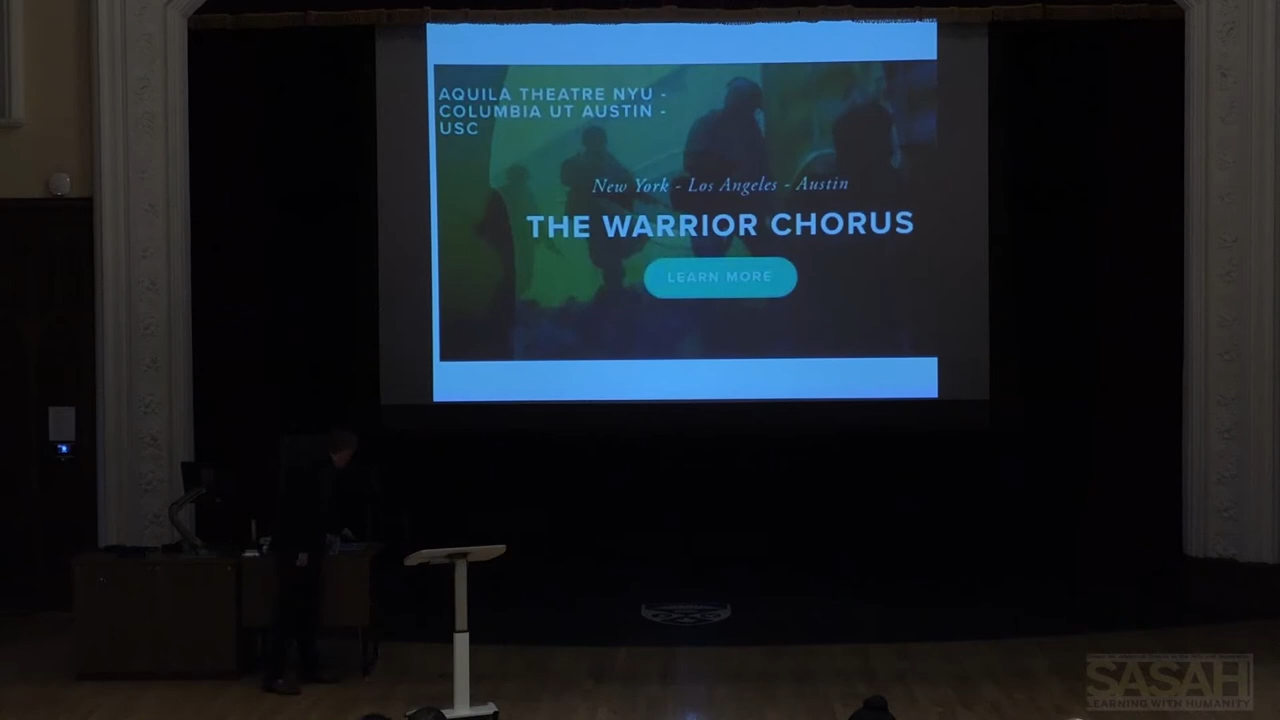 AQUILA THEATRE NYU -
COLUMBIA UT AUSTIN -
USC
New York - Los Angeles - Austin
THE WARRIOR CHORUS
LEARN MORE
SASAH
LEARNING WITH HUMANITY